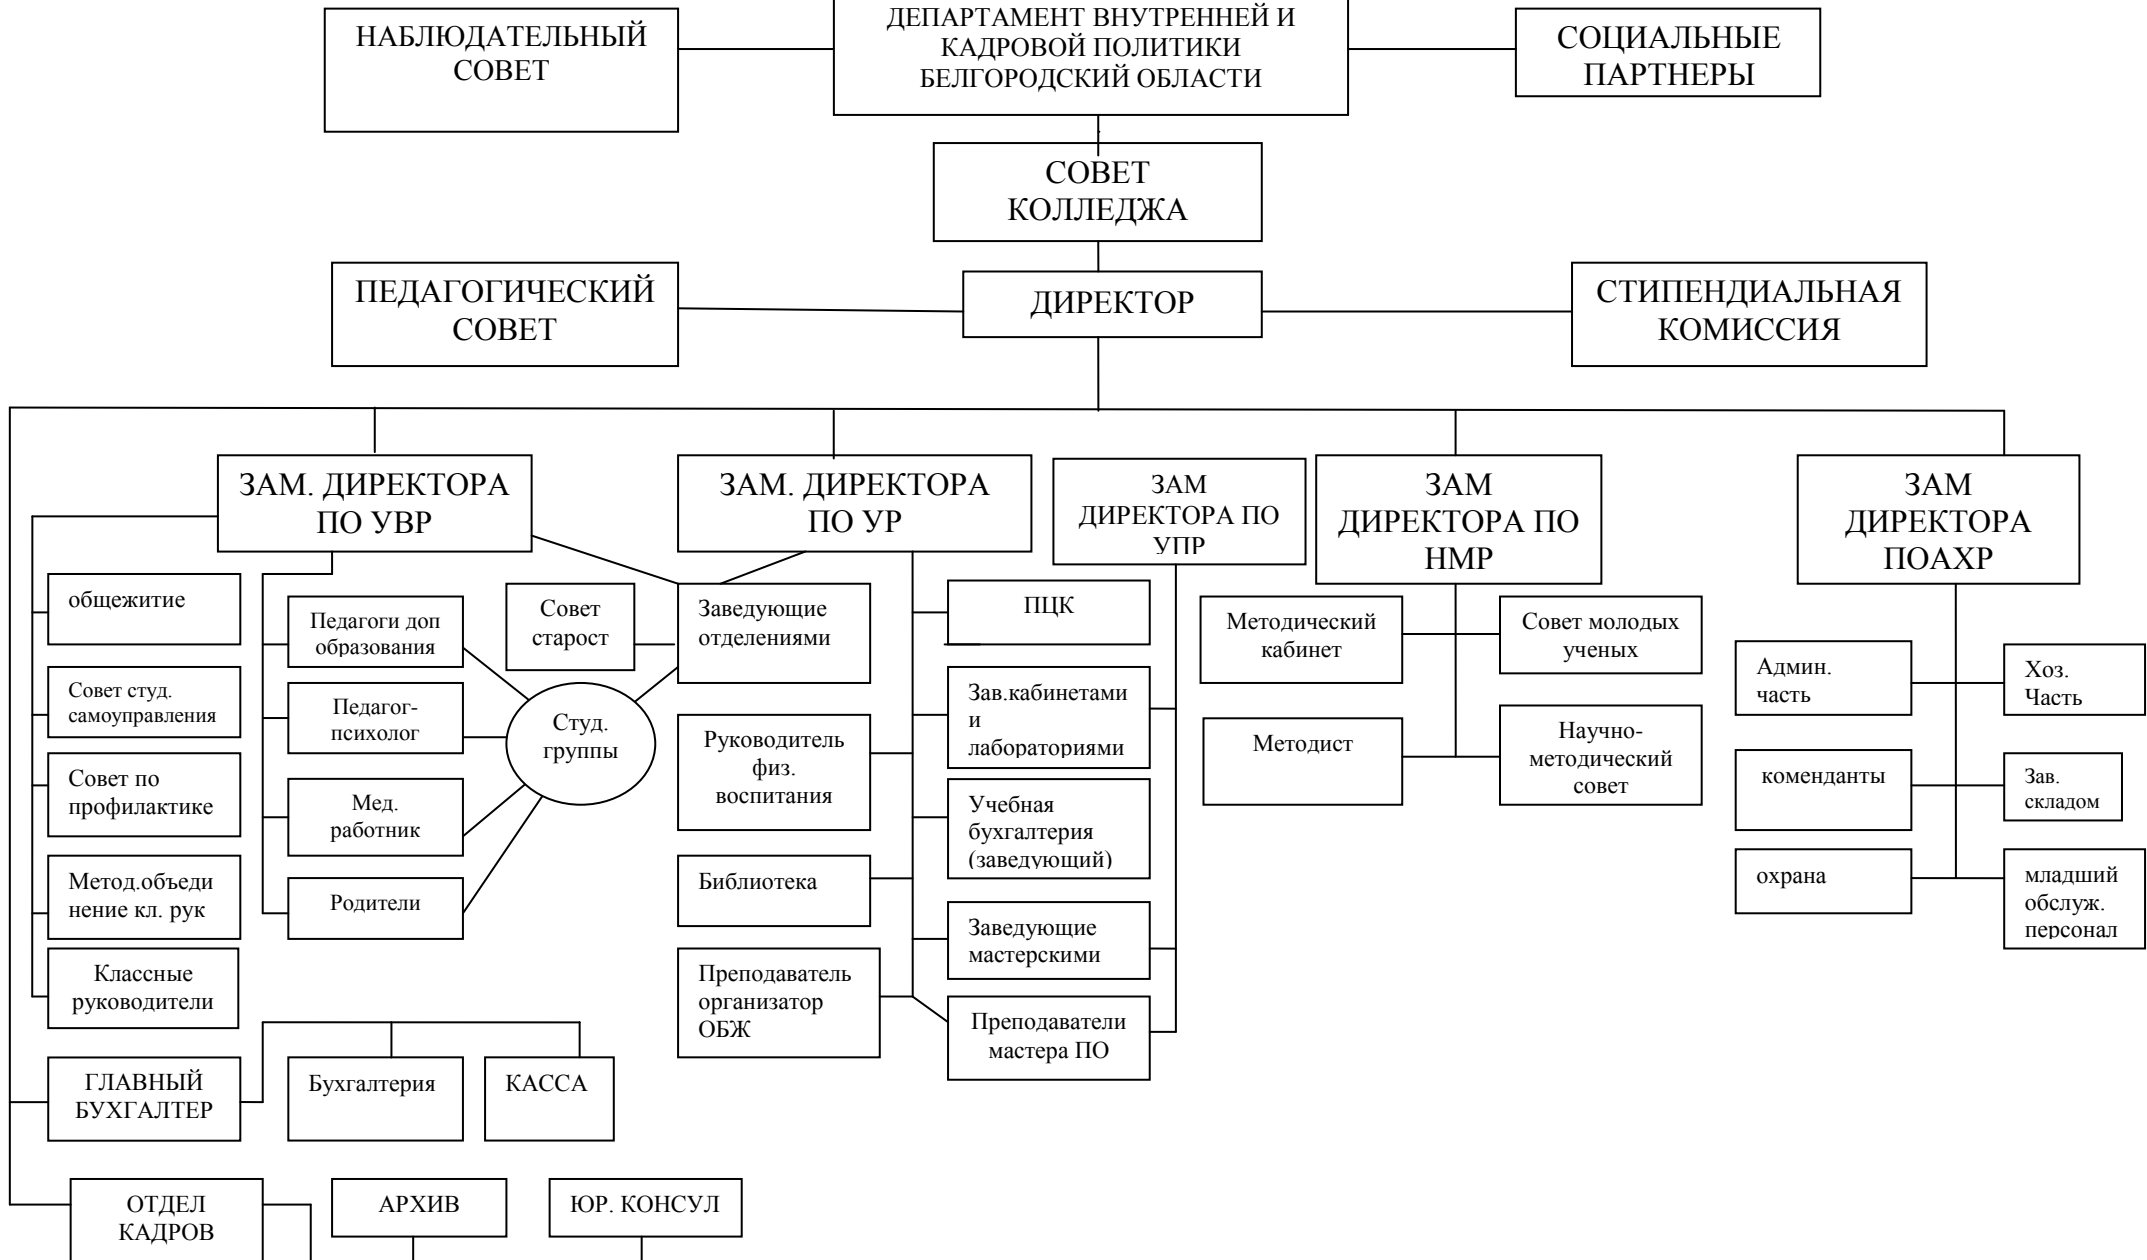 НАБЛЮДАТЕЛЬНЫЙ
СОВЕТ
ДЕПАРТАМЕНТ ВНУТРЕННЕЙ И
КАДРОВОЙ ПОЛИТИКИ
БЕЛГОРОДСКИЙ ОБЛАСТИ
СОЦИАЛЬНЫЕ
ПАРТНЕРЫ
СОВЕТ
КОЛЛЕДЖА
ПЕДАГОГИЧЕСКИЙ
СОВЕТ
ДИРЕКТОР
СТИПЕНДИАЛЬНАЯ
КОМИССИЯ
ЗАМ. ДИРЕКТОРА
ПО УВР
ЗАМ. ДИРЕКТОРА
ПО УР
ЗАМ
ДИРЕКТОРА ПО
УПР
ЗАМ
ДИРЕКТОРА ПО
НМР
ЗАМ
ДИРЕКТОРА
ПОАХР
общежитие
Совет студ.
самоуправления
Совет по
профилактике
Метод.объеди
нение кл. рук
Классные
руководители
Педагоги доп
образования
Педагог-
психолог
Мед.
работник
Родители
Совет
старост
Студ.
группы
Заведующие
отделениями
Руководитель
физ.
воспитания
Библиотека
Преподаватель
организатор
ОБЖ
ПЦК
Зав.кабинетами
и
лабораториями
Учебная
бухгалтерия
(заведующий)
Заведующие
мастерскими
Преподаватели
мастера ПО
Методический
кабинет
Совет молодых
ученых
Методист
Научно-
методический
совет
Админ.
часть
Хоз.
Часть
коменданты
Зав.
складом
охрана
младший
обслуж.
персонал
ГЛАВНЫЙ
БУХГАЛТЕР
Бухгалтерия
КАССА
ОТДЕЛ
КАДРОВ
АРХИВ
ЮР. КОНСУЛ